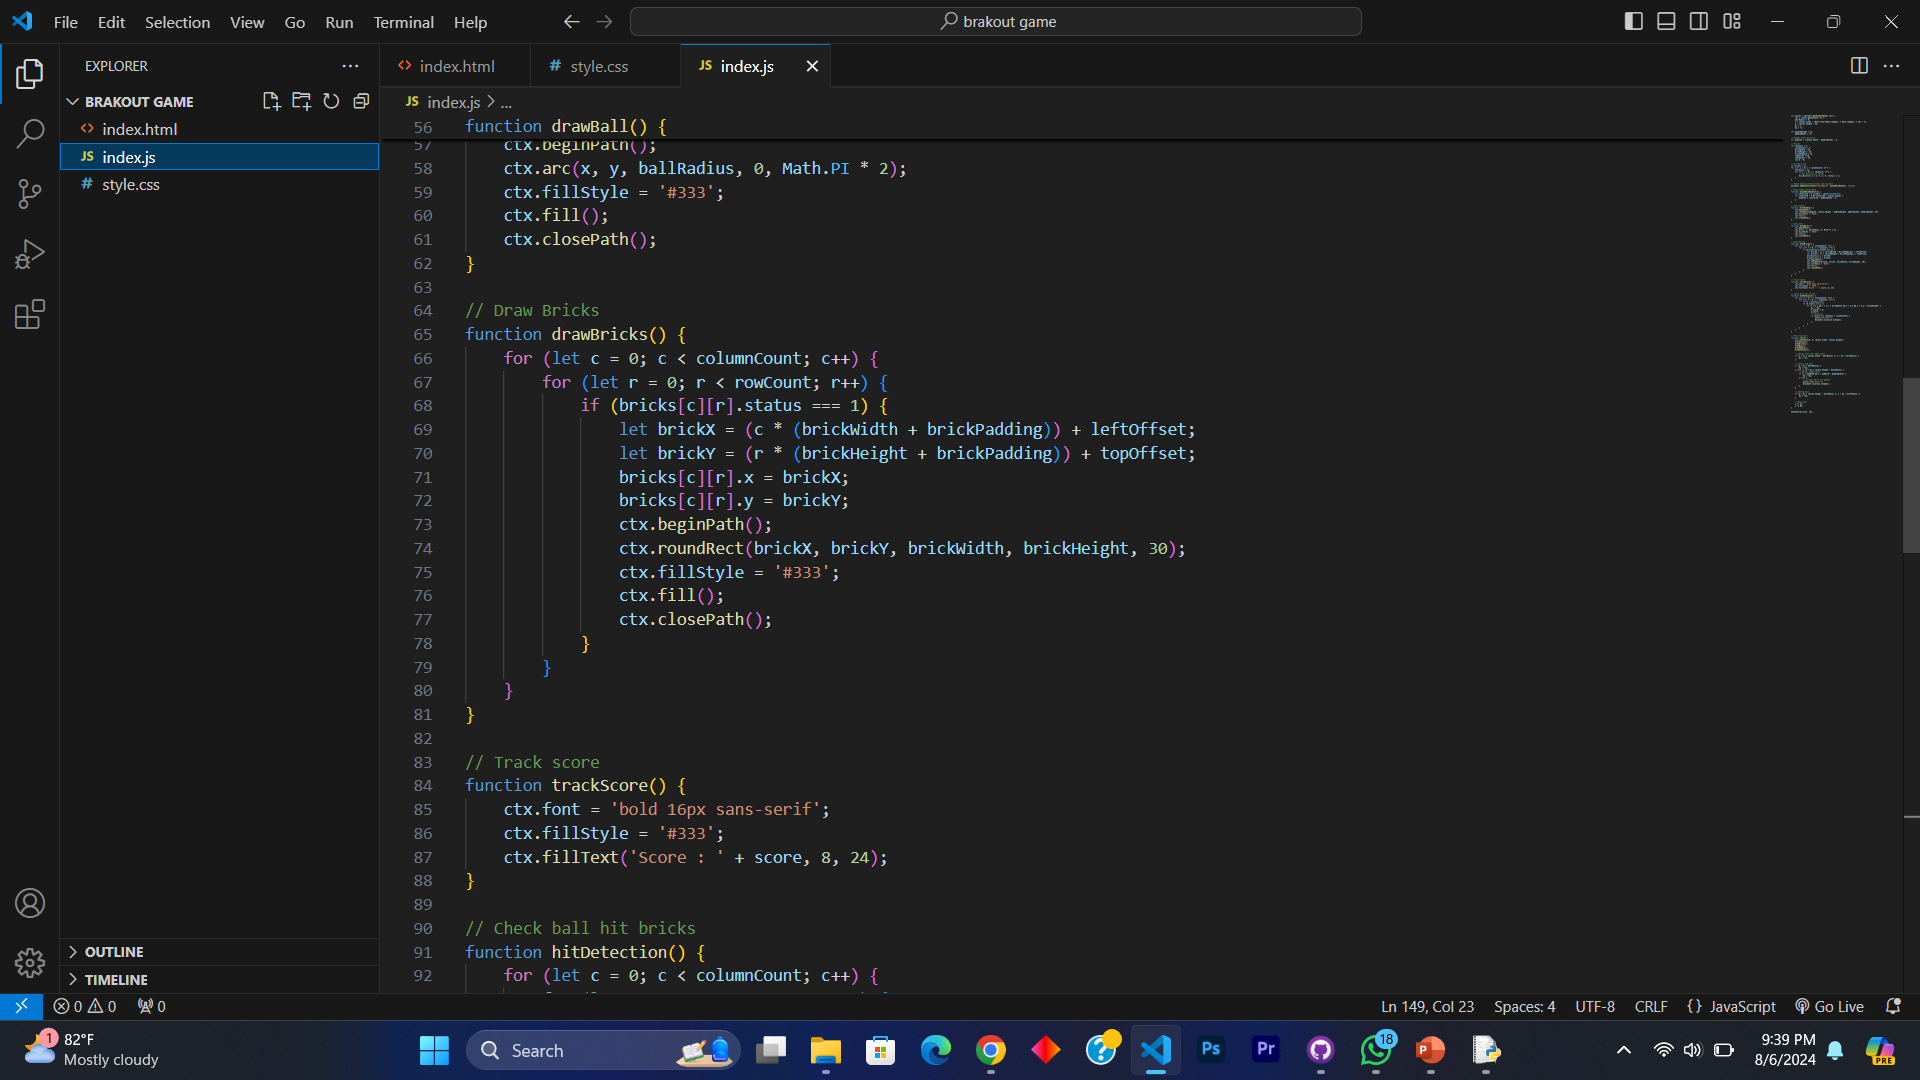 File Edit Selection View Go Run Terminal Help
brakout game
EXPLORER
BRAKOUT GAME
index.html
JS index.js
# style.css
OUTLINE
TIMELINE
index.html
# style.css
JS index.js
JS index.js > ...
56 function drawBall() {
57 ctx.beginPath();
58 ctx.arc(x, y, ballRadius, 0, Math.PI * 2);
59 ctx.fillStyle = '#333';
60 ctx.fill();
61 ctx.closePath();
62 }
63
64 // Draw Bricks
65 function drawBricks() {
66 for (let c = 0; c < columnCount; c++) {
67 for (let r = 0; r < rowCount; r++) {
68 if (bricks[c][r].status === 1) {
69 let brickX = (c * (brickWidth + brickPadding)) + leftOffset;
70 let brickY = (r * (brickHeight + brickPadding)) + topOffset;
71 bricks[c][r].x = brickX;
72 bricks[c][r].y = brickY;
73 ctx.beginPath();
74 ctx.roundRect(brickX, brickY, brickWidth, brickHeight, 30);
75 ctx.fillStyle = '#333';
76 ctx.fill();
77 ctx.closePath();
78 }
79 }
80 }
81 }
82
83 // Track score
84 function trackScore() {
85 ctx.font = 'bold 16px sans-serif';
86 ctx.fillStyle = '#333';
87 ctx.fillText('Score : ' + score, 8, 24);
88 }
89
90 // Check ball hit bricks
91 function hitDetection() {
92 for (let c = 0; c < columnCount; c++) {
0 0 0
Ln 149, Col 23 Spaces: 4 UTF-8 CRLF {} JavaScript Go Live
1
82°F
Mostly cloudy
Search
Ps
Pr
18
P
9:39 PM
8/6/2024
PRE